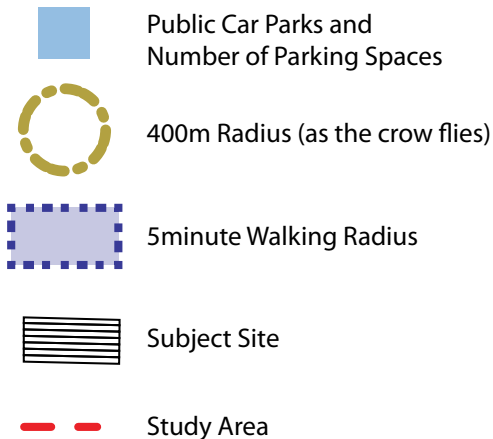 Public Car Parks and
Number of Parking Spaces
400m Radius (as the crow flies)
5minute Walking Radius
Subject Site
Study Area